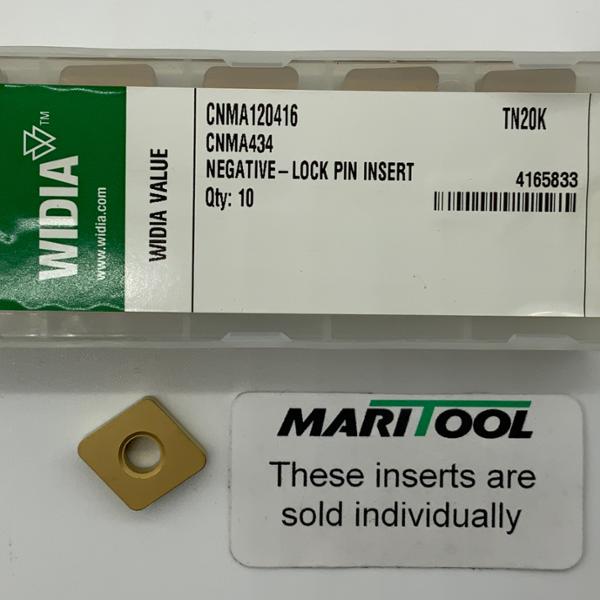 WIDIA™
www.widia.com
WIDIA VALUE
CNMA120416
TN20K
CNMA434
NEGATIVE-LOCK PIN INSERT
4165833
Qty: 10
MARITOOL
These inserts are
sold individually